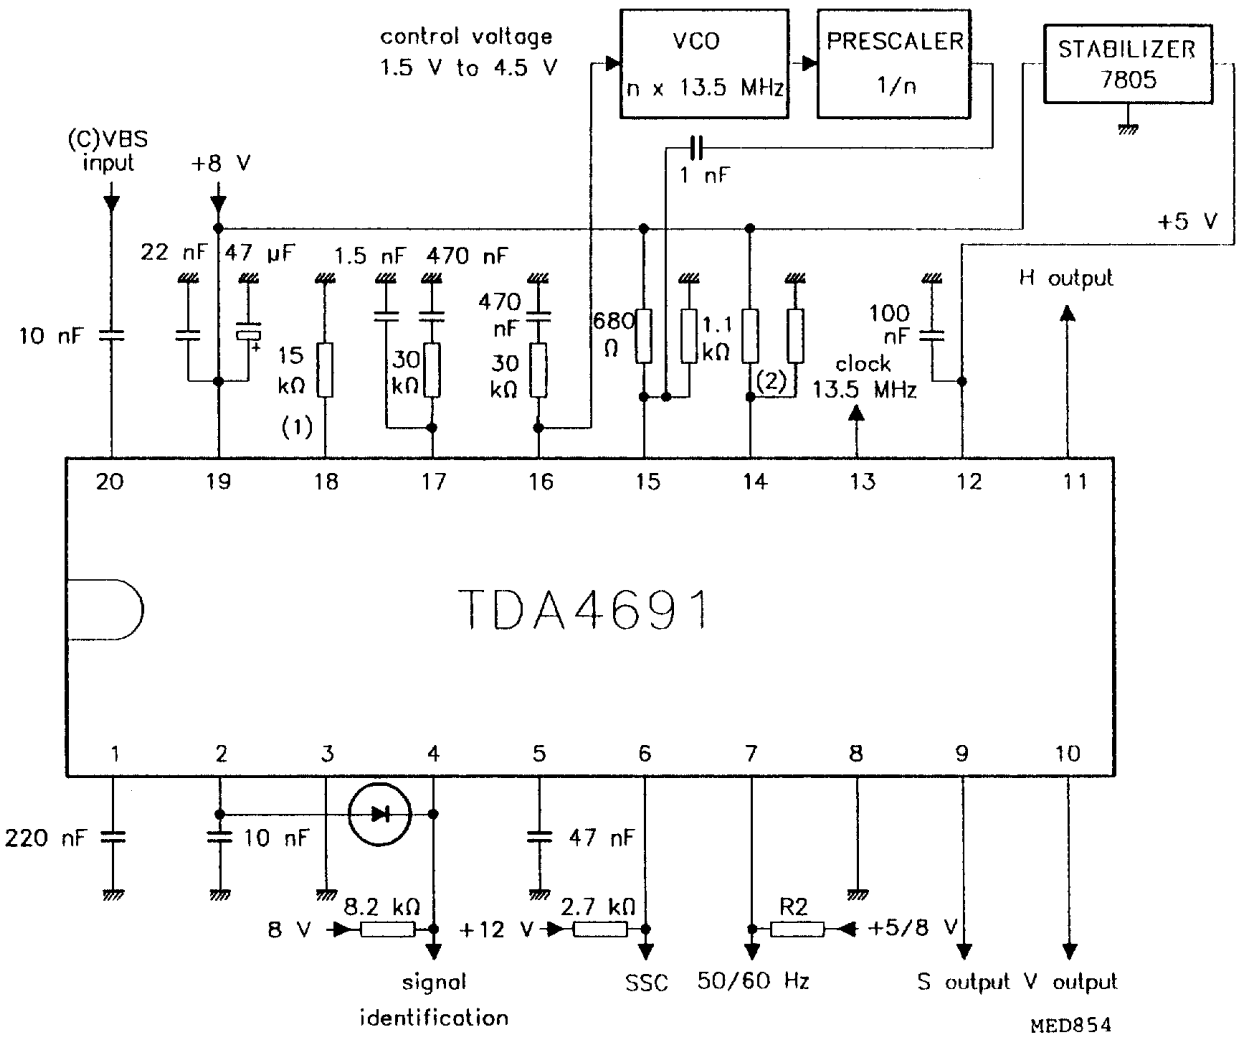 control voltage
1.5 V to 4.5 V
VCO
n x 13.5 MHz
PRESCALER
1/n
STABILIZER
7805
(C)VBS
input
+8 V
1 nF
+5 V
22 nF
47 µF
1.5 nF
470 nF
H output
10 nF
+
15
kΩ
(1)
30
kΩ
470
nF
30
kΩ
680
Ω
1.1
kΩ
(2)
100
nF
clock
13.5 MHz
20 19 18 17 16 15 14 13 12 11
TDA4691
1 2 3 4 5 6 7 8 9 10
220 nF
10 nF
47 nF
8 V
8.2 kΩ
+12 V
2.7 kΩ
R2
+5/8 V
signal
identification
SSC
50/60 Hz
S output
V output
MED854